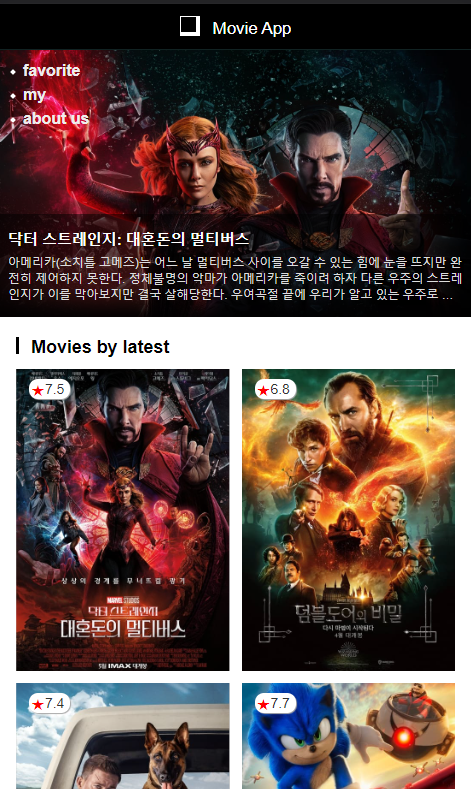 Movie App
favorite
my
about us
닥터 스트레인지: 대혼돈의 멀티버스
아메리카(소치틀 고메즈)는 어느 날 멀티버스 사이를 오갈 수 있는 힘에 눈을 뜨지만 완
전히 제어하지 못한다. 정체불명의 악마가 아메리카를 죽이려 하자 다른 우주의 스트레
인지가 이를 막아보지만 결국 살해당한다. 우여곡절 끝에 우리가 알고 있는 우주로 ...
Movies by latest
7.5
6.8
상상의 경계를 무너뜨릴 광기
MARVEL STUDIOS
닥터 스트레인지
대혼돈의 멀티버스
5월 IMAX 대개봉
덤블도어의 비밀
다시 마법이 시작된다
4월 대개봉
7.4
7.7